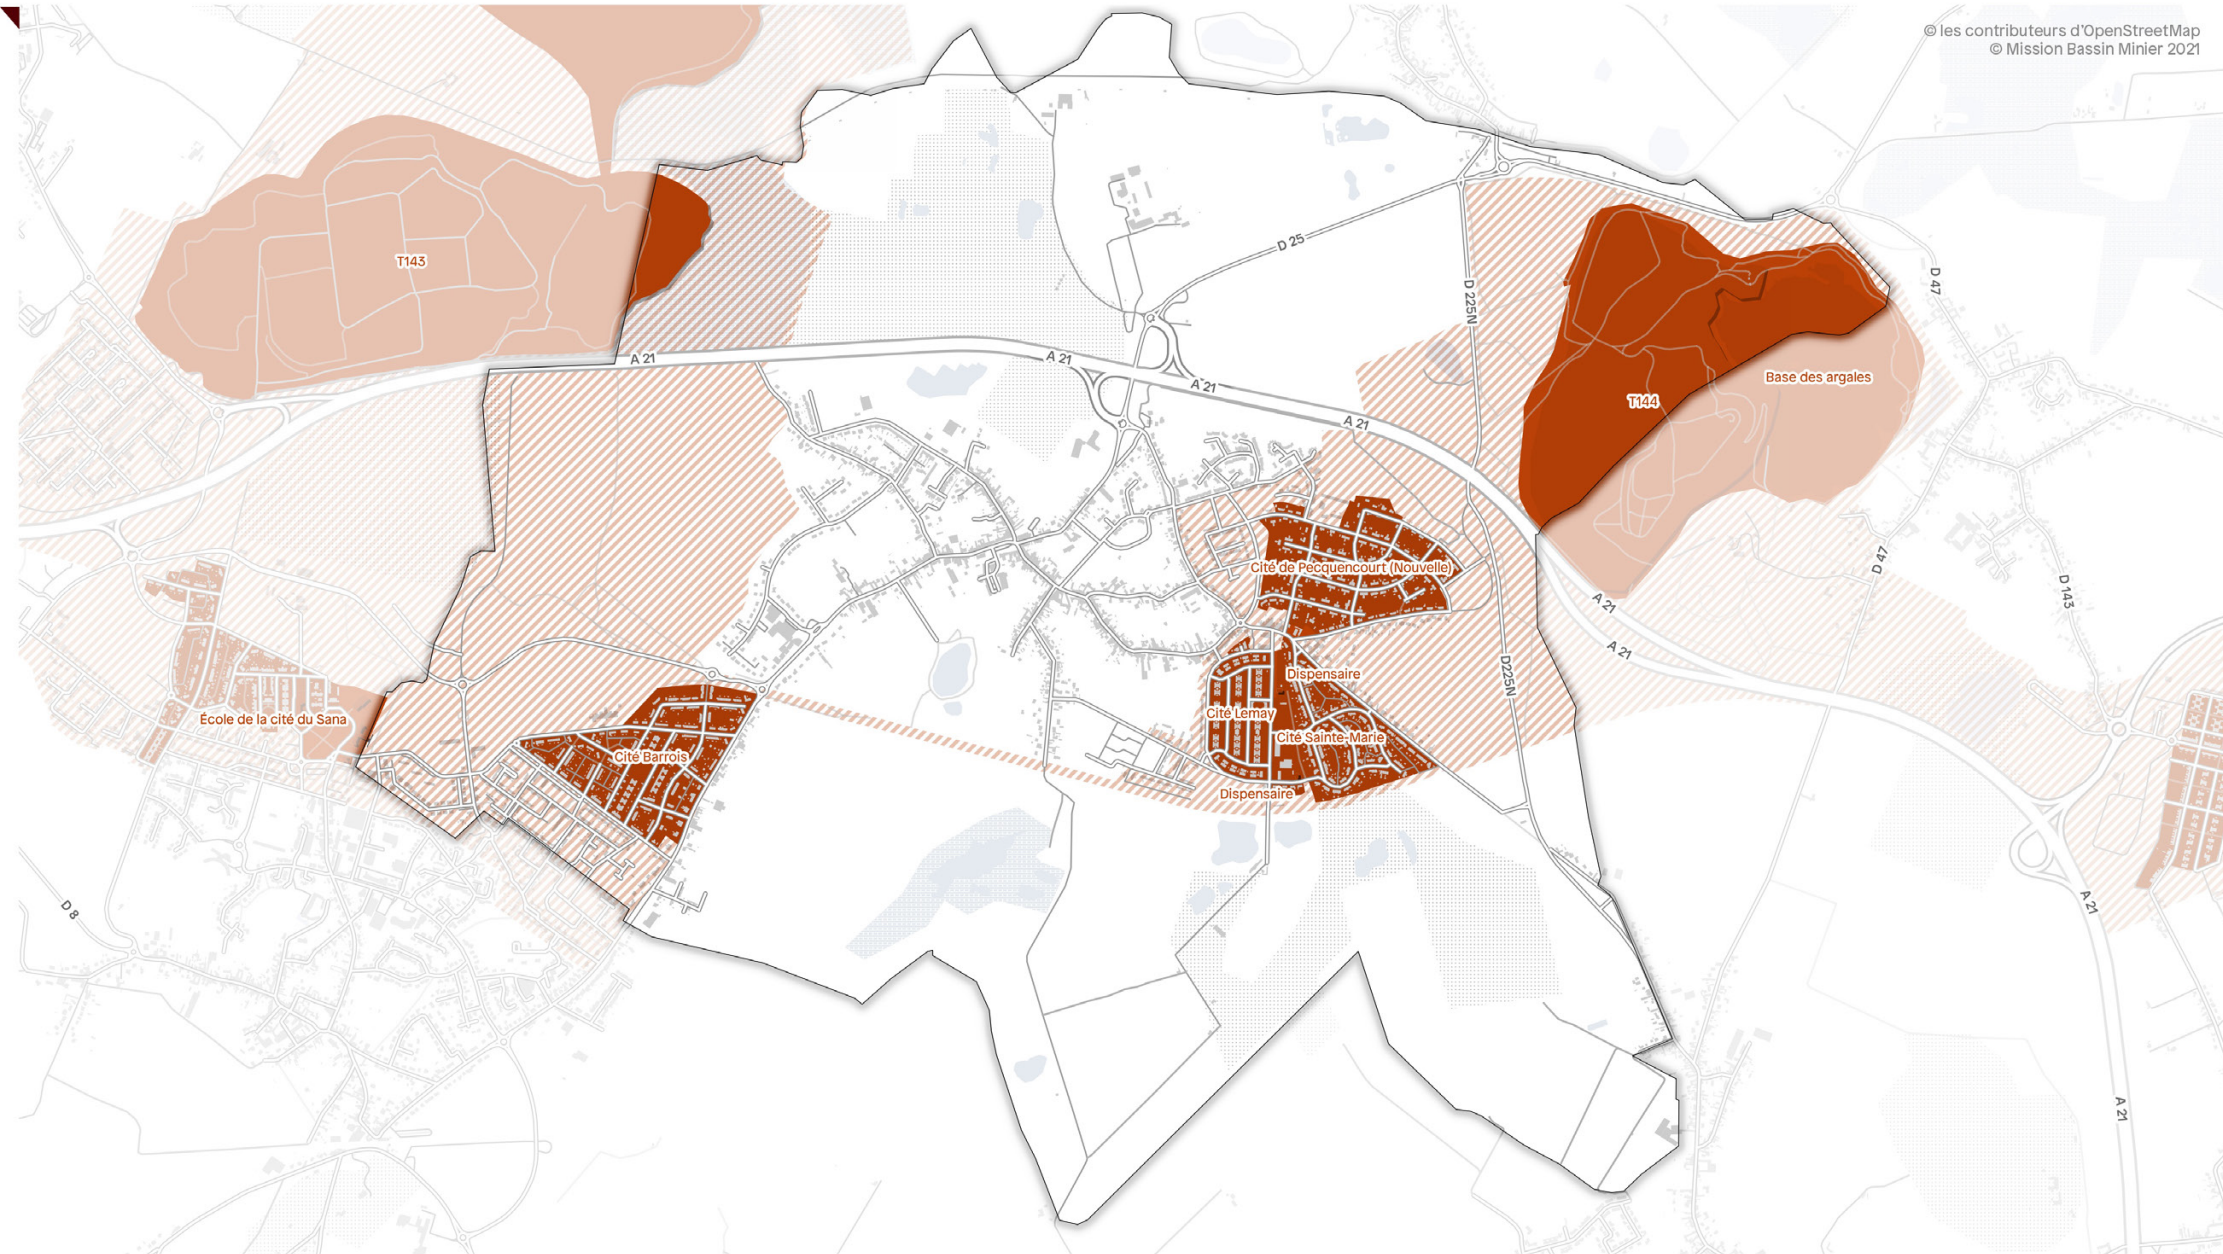 © les contributeurs d'OpenStreetMap
© Mission Bassin Minier 2021
D 25
T143
D 47
D 225N
A 21
A 21
A 21
Base des argales
T144
A 21
Cité de Pecquencourt (Nouvelle)
D 47
D 143
A 21
A 21
D225N
Dispensaire
Cité Lemay
École de la cité du Sana
Cité Sainte-Marie
Cité Barrois
Dispensaire
D 8
A 21
A 21